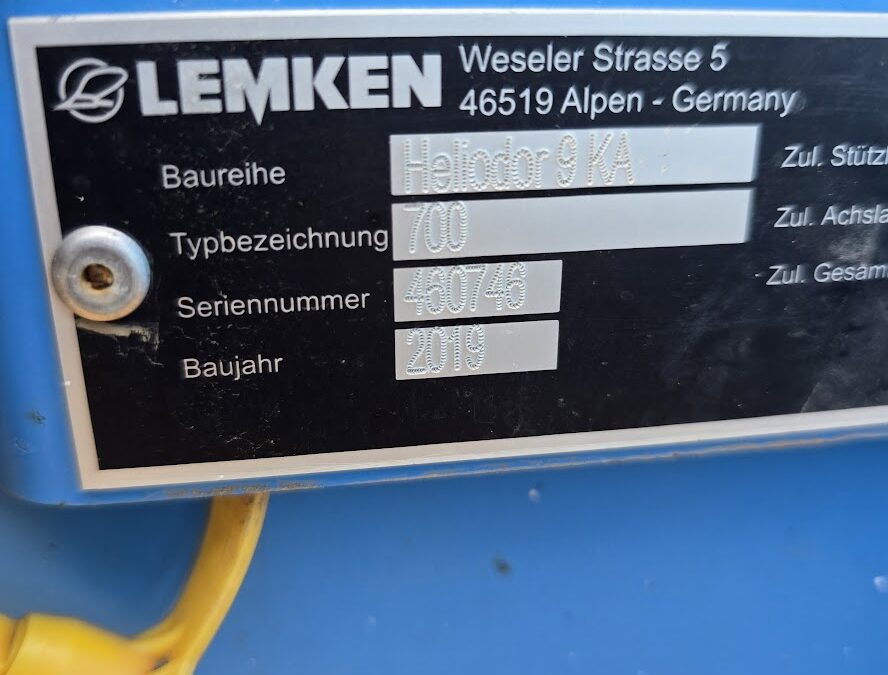 LEMKEN
Weseler Strasse 5
46519 Alpen - Germany
Baureihe Heliodor 9 KA
Typbezeichnung 700
Seriennummer 460746
Baujahr 2019
Zul. Stützl
Zul. Achsla
Zul. Gesam